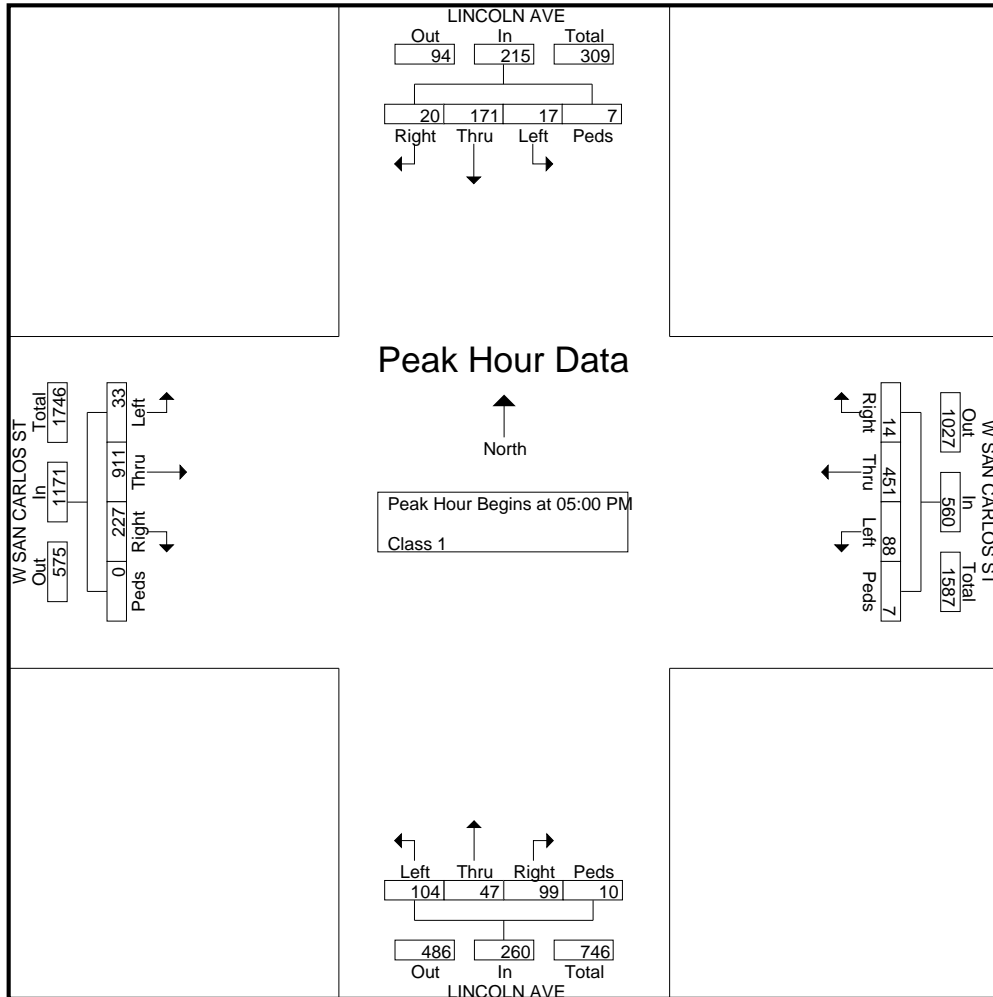 LINCOLN AVE
Out In Total
94 215 309
20 171 17 7
Right Thru Left Peds
Peak Hour Data
North
Peak Hour Begins at 05:00 PM
Class 1
W SAN CARLOS ST
Out In Total
575 1171 1746
0 227 911 33
Peds Right Thru Left
W SAN CARLOS ST
Out In Total
1027 560 1587
14 451 88 7
Right Thru Left Peds
Left Thru Right Peds
104 47 99 10
486 260 746
Out In Total
LINCOLN AVE